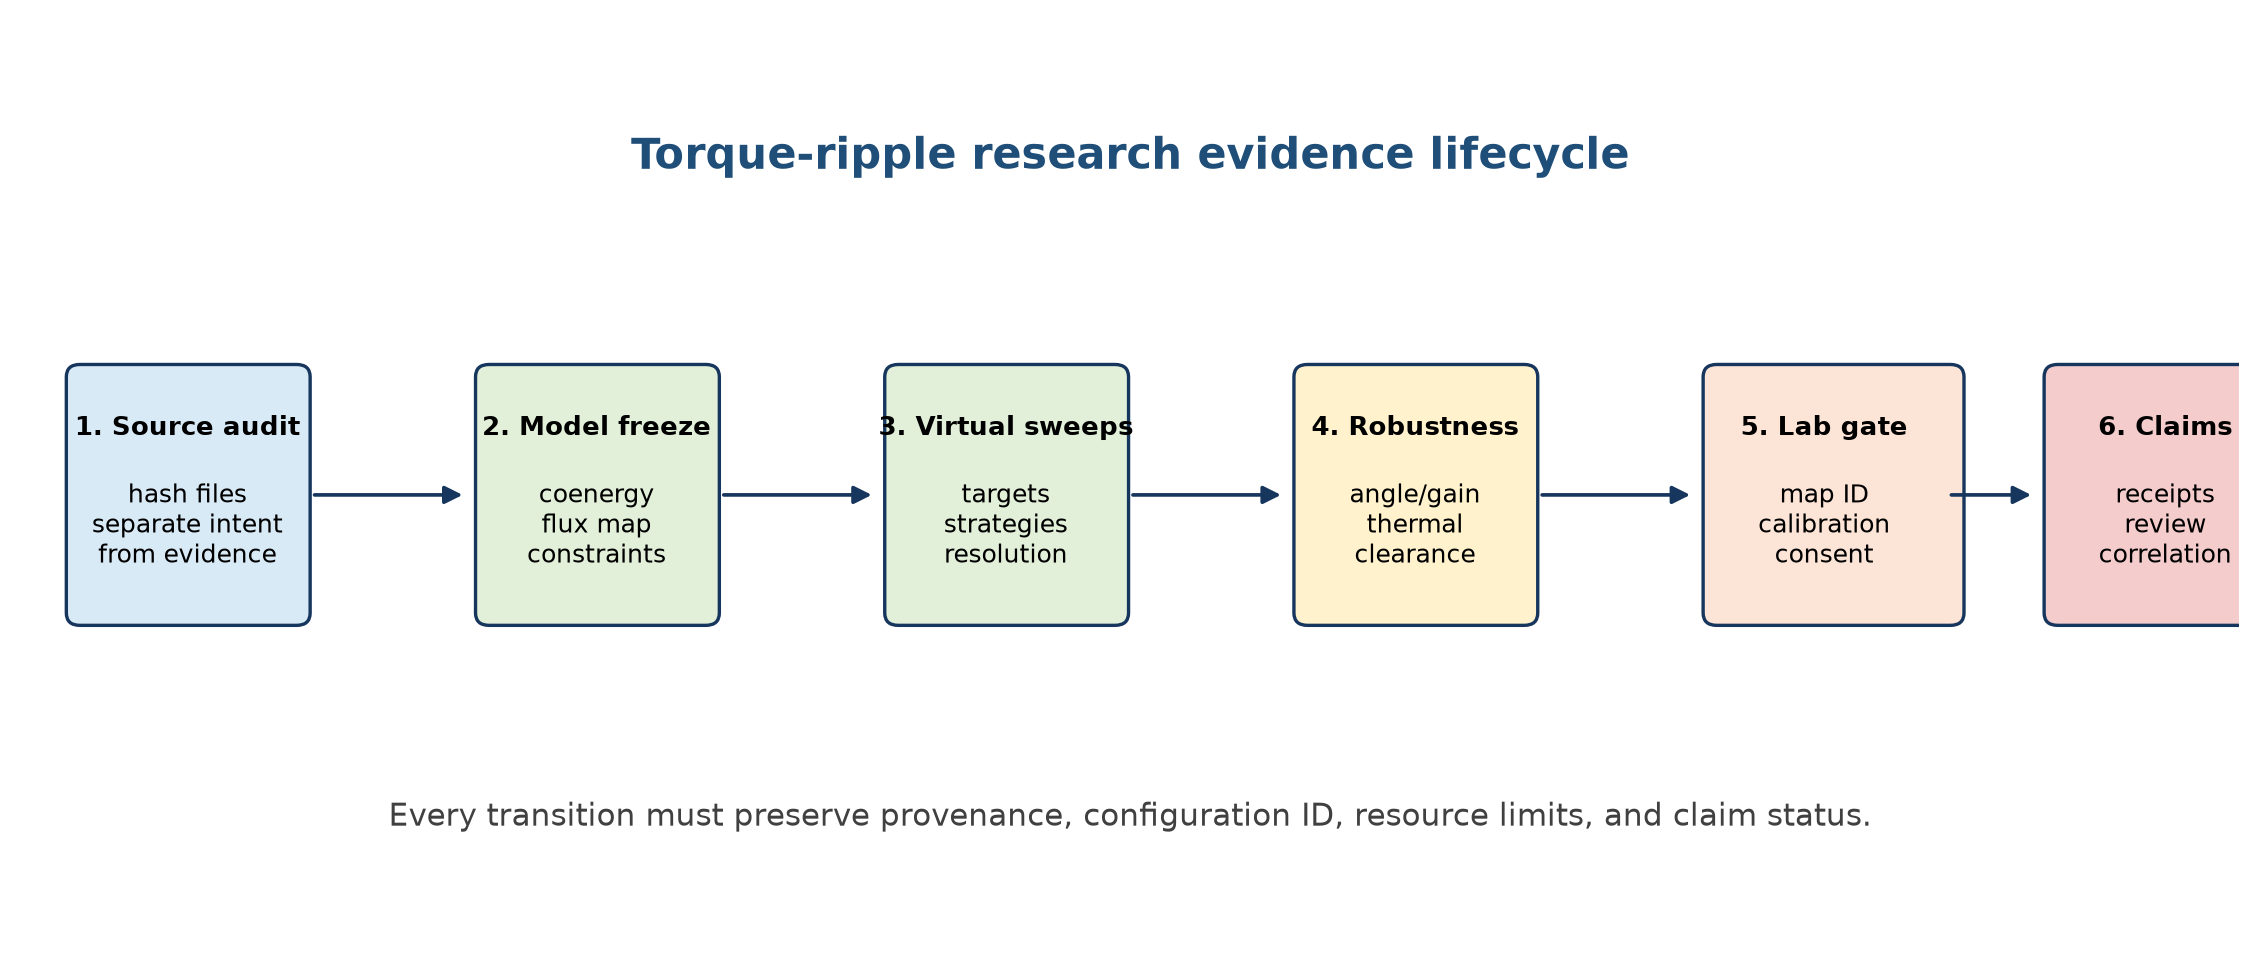 Torque-ripple research evidence lifecycle
1. Source audit
hash files
separate intent
from evidence
2. Model freeze
coenergy
flux map
constraints
3. Virtual sweeps
targets
strategies
resolution
4. Robustness
angle/gain
thermal
clearance
5. Lab gate
map ID
calibration
consent
6. Claims
receipts
review
correlation
Every transition must preserve provenance, configuration ID, resource limits, and claim status.